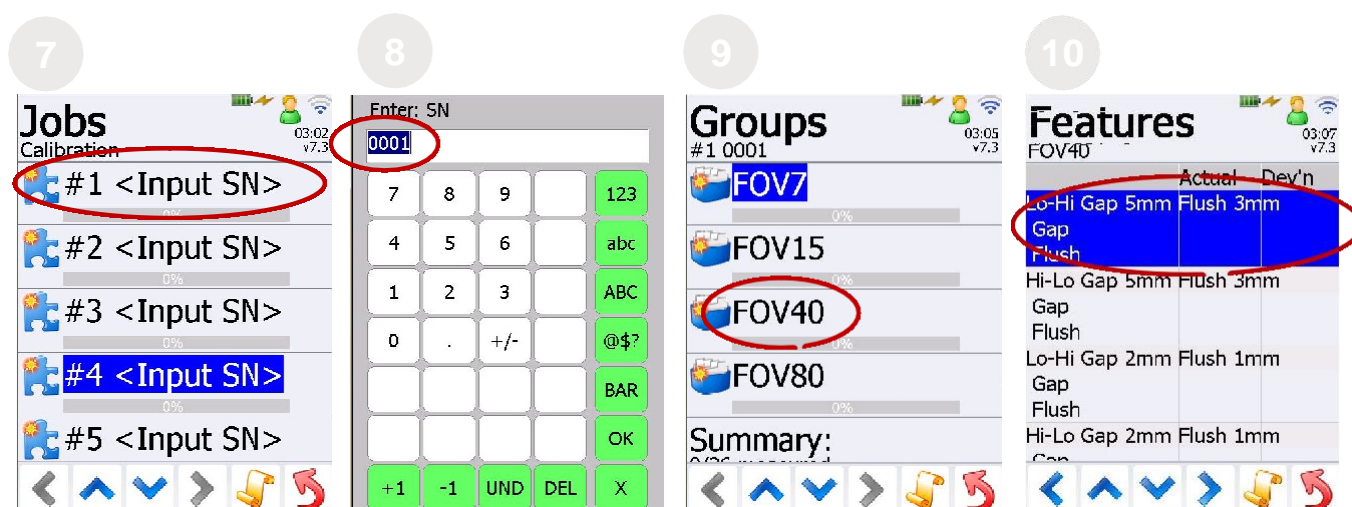 7
8
9
10
Jobs
03:02
Calibration
v7.3
#1 <Input SN>
0%
#2 <Input SN>
0%
#3 <Input SN>
0%
#4 <Input SN>
0%
#5 <Input SN>
Enter: SN
0001
7 8 9 123
4 5 6 abc
1 2 3 ABC
0 . +/- @$?
BAR
OK
+1 -1 UND DEL X
Groups
03:05
#1 0001
v7.3
FOV7
0%
FOV15
0%
FOV40
0%
FOV80
0%
Summary:
0/36 measured
Features
03:07
FOV40
v7.3
Actual Dev'n
Lo-Hi Gap 5mm Flush 3mm
Gap
Flush
Hi-Lo Gap 5mm Flush 3mm
Gap
Flush
Lo-Hi Gap 2mm Flush 1mm
Gap
Flush
Hi-Lo Gap 2mm Flush 1mm
Gap